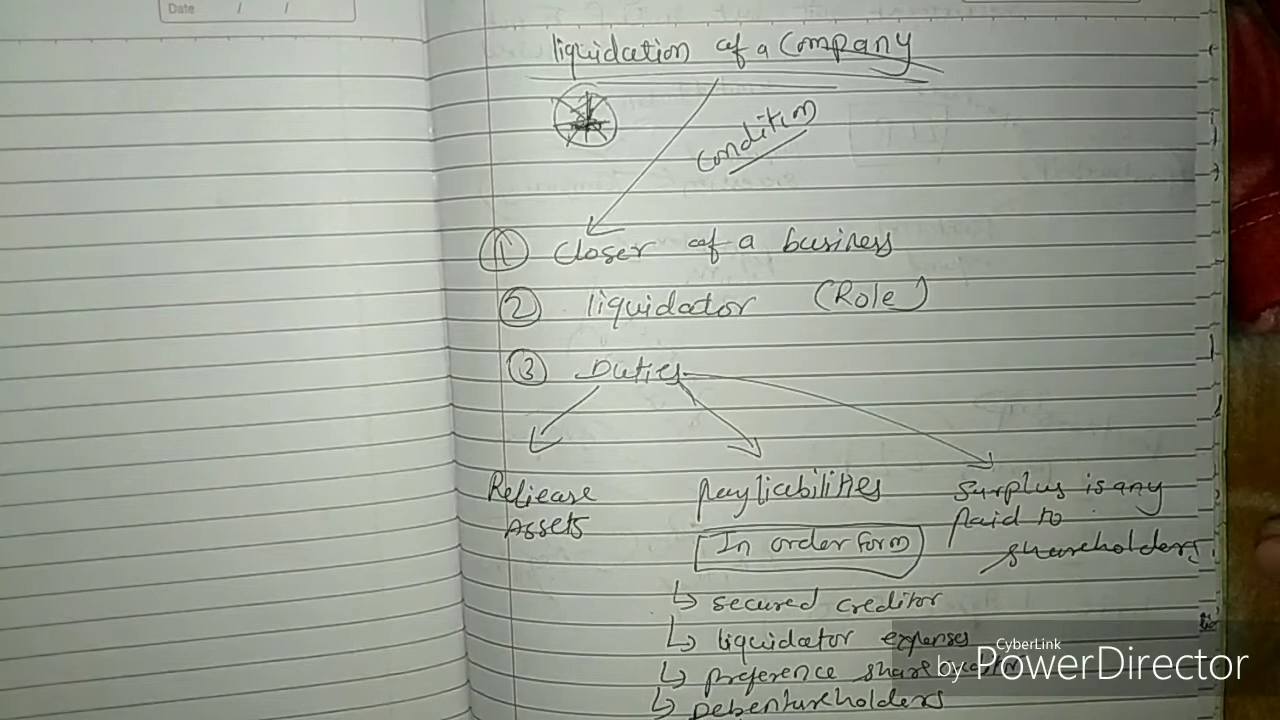 Date / /
liquidation of a Company
condition
① Closer of a business
② liquidator (Role)
③ Duties
Reliease
Assets
pay liabilities
In order form
Surplus is any
paid to
shareholders.
↳ secured creditor
↳ liquidator expenses
↳ preference share
↳ Debentureholders
CyberLink
by PowerDirector